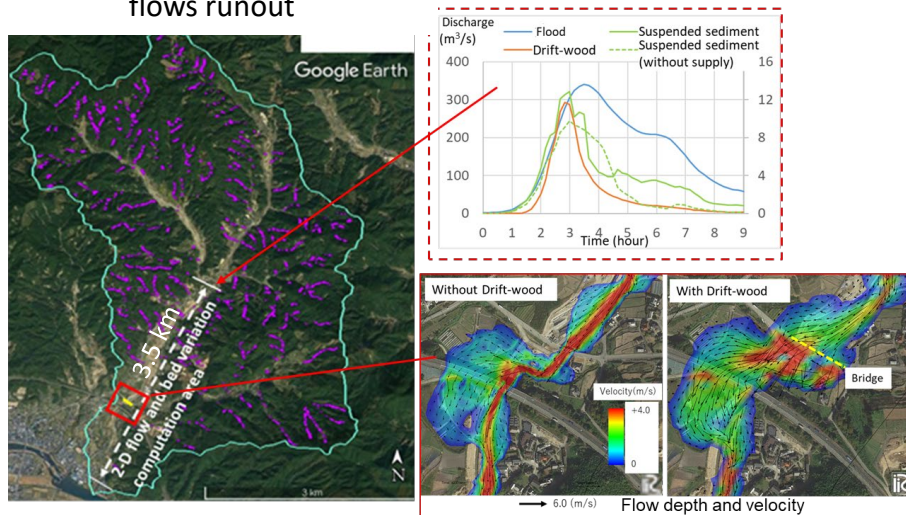 flows runout
Google Earth
3.5 km
2-D flow and bed variation
computation area
N
3 km
Discharge
(m³/s)
Flood
Suspended sediment
Drift-wood
Suspended sediment
(without supply)
400
300
200
100
0
16
12
8
4
0
0 1 2 3 4 5 6 7 8 9
Time (hour)
Without Drift-wood
With Drift-wood
Bridge
Velocity(m/s)
+4.0
0
6.0 (m/s)
Flow depth and velocity